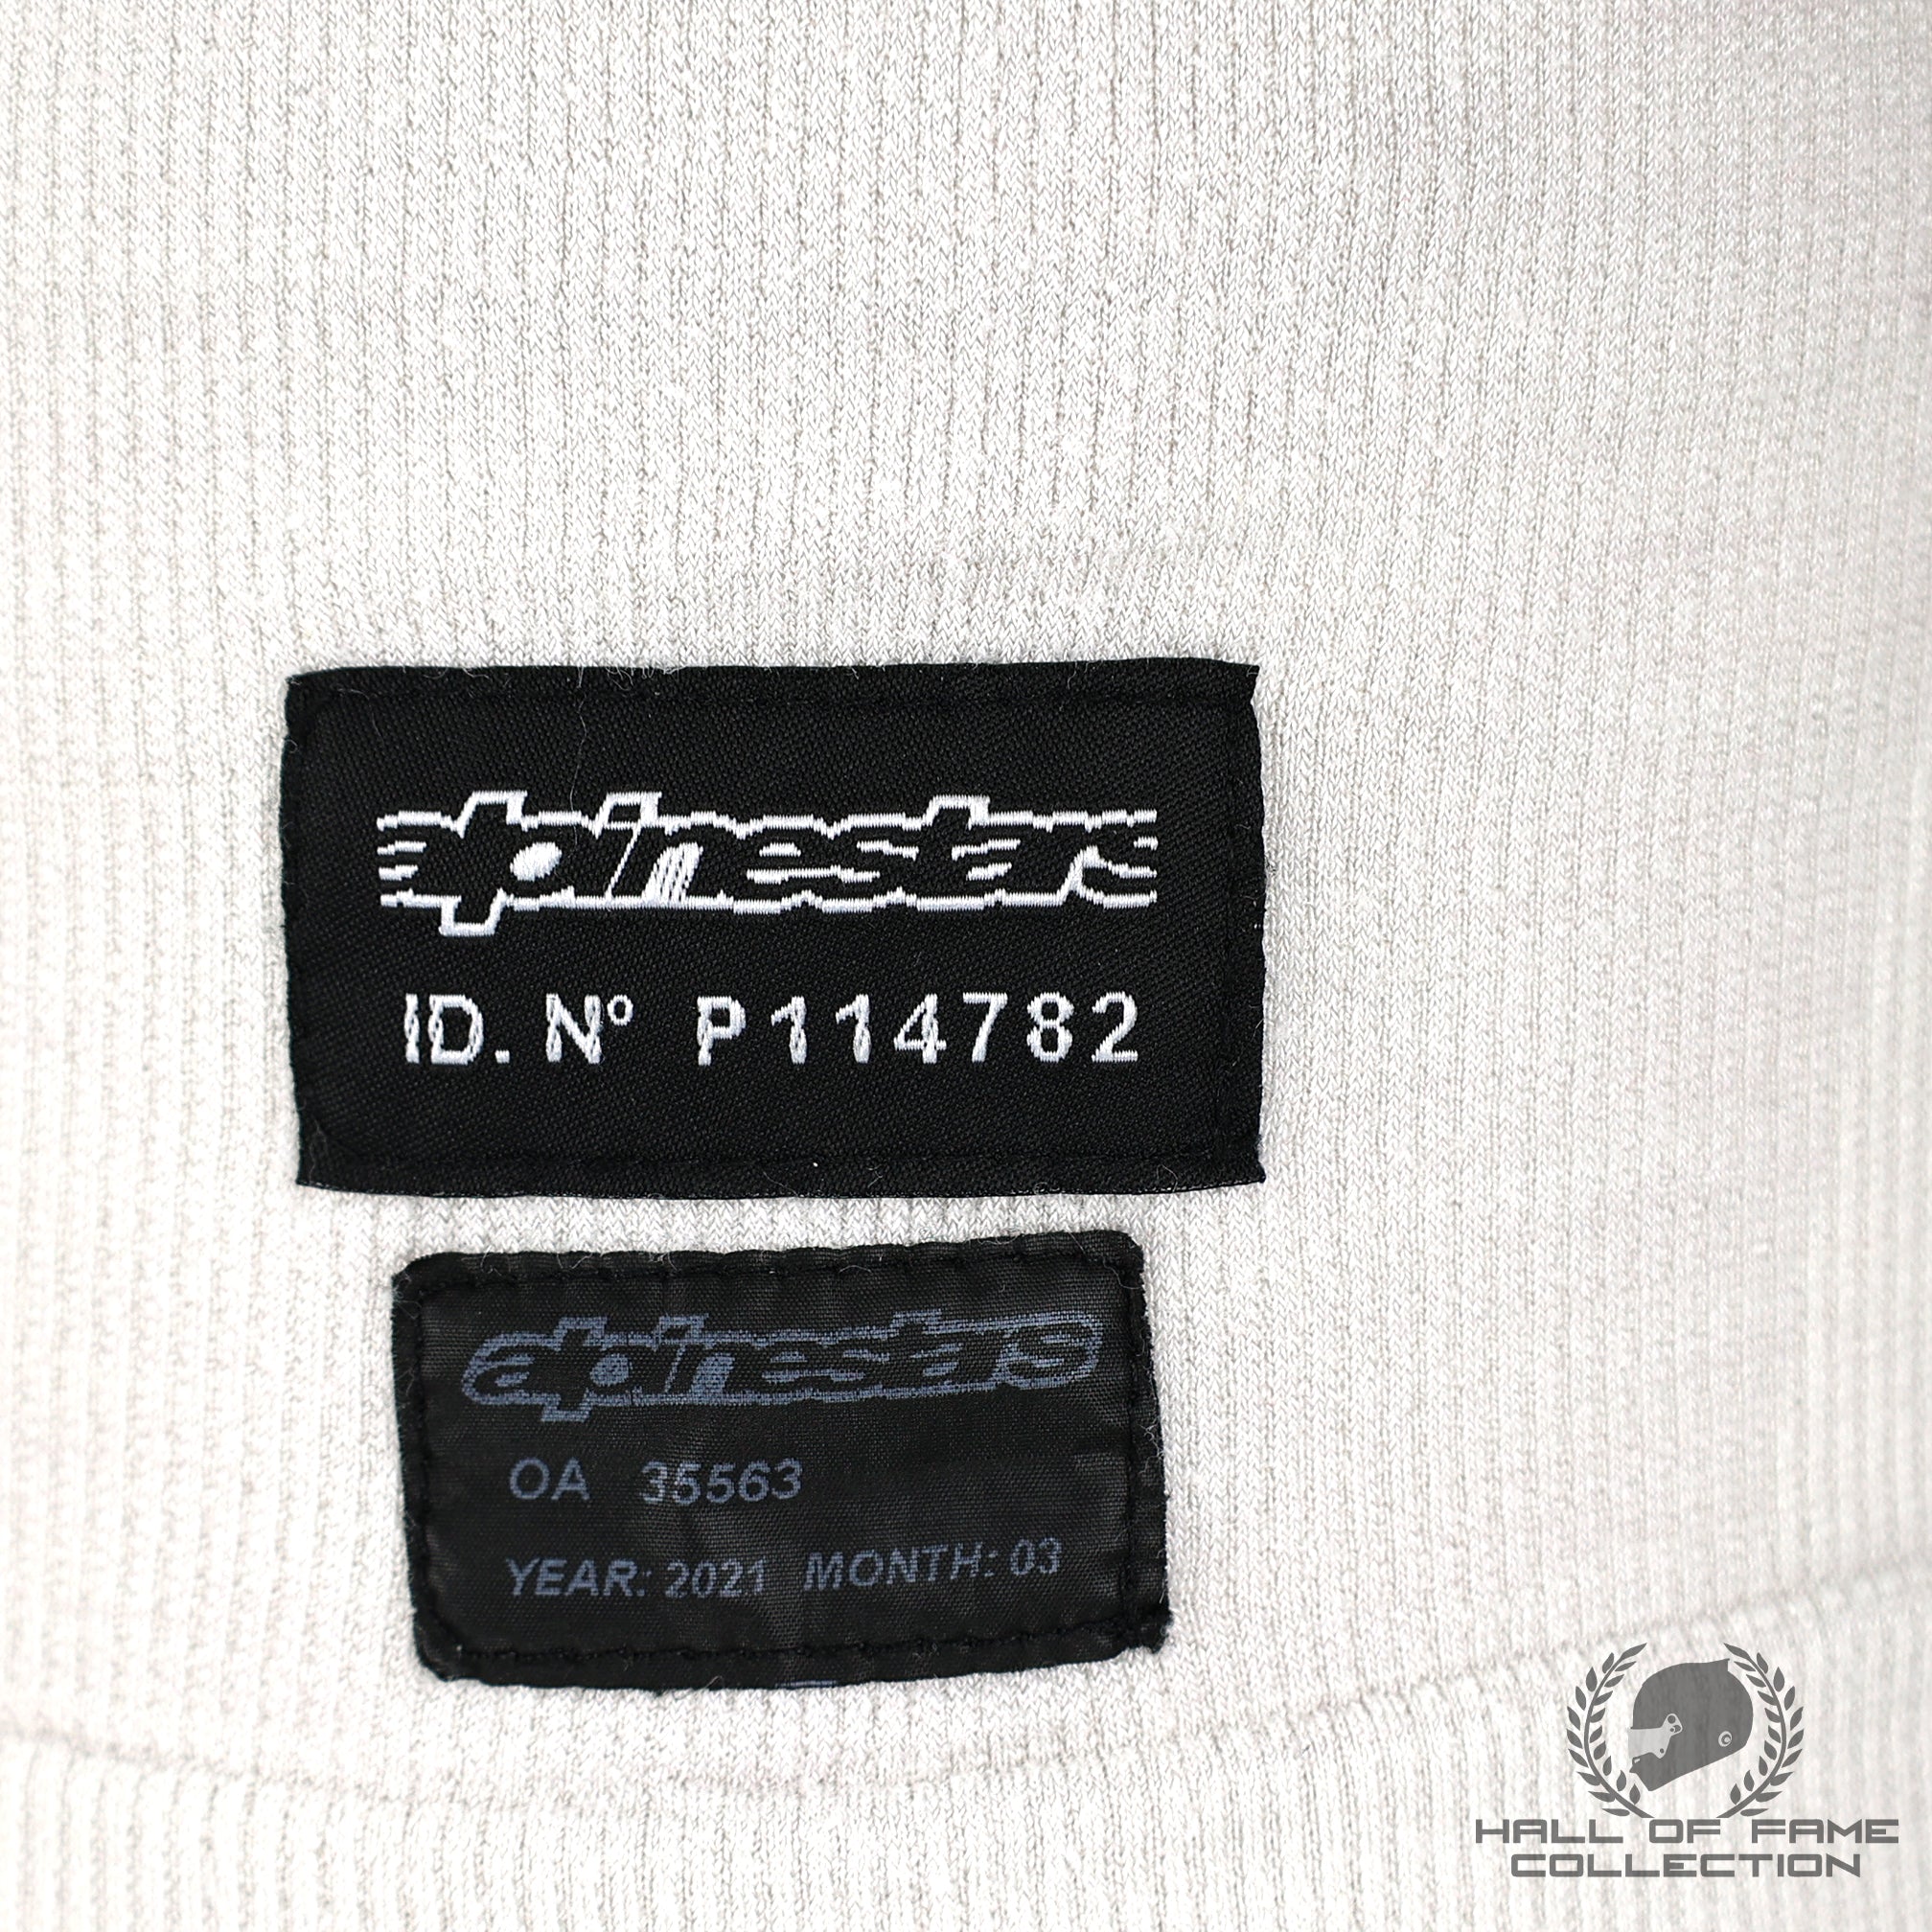 alpinestars
ID. Nº P114782
alpinestars
OA 35563
YEAR: 2021 MONTH: 03
HALL OF FAME
COLLECTION